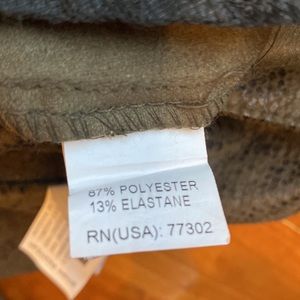 87% POLYESTER
13% ELASTANE
RN(USA): 77302